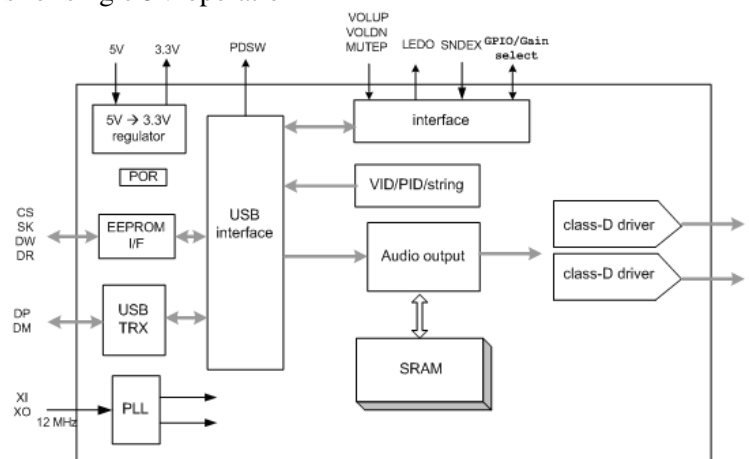 VOLUP
VOLDN
MUTEP
LEDO
SNDEX
GPIO/Gain
select
5V
3.3V
PDSW
5V → 3.3V
regulator
interface
POR
VID/PID/string
USB
interface
CS
SK
DW
DR
EEPROM
I/F
class-D driver
Audio output
class-D driver
DP
DM
USB
TRX
SRAM
XI
XO
12 MHz
PLL